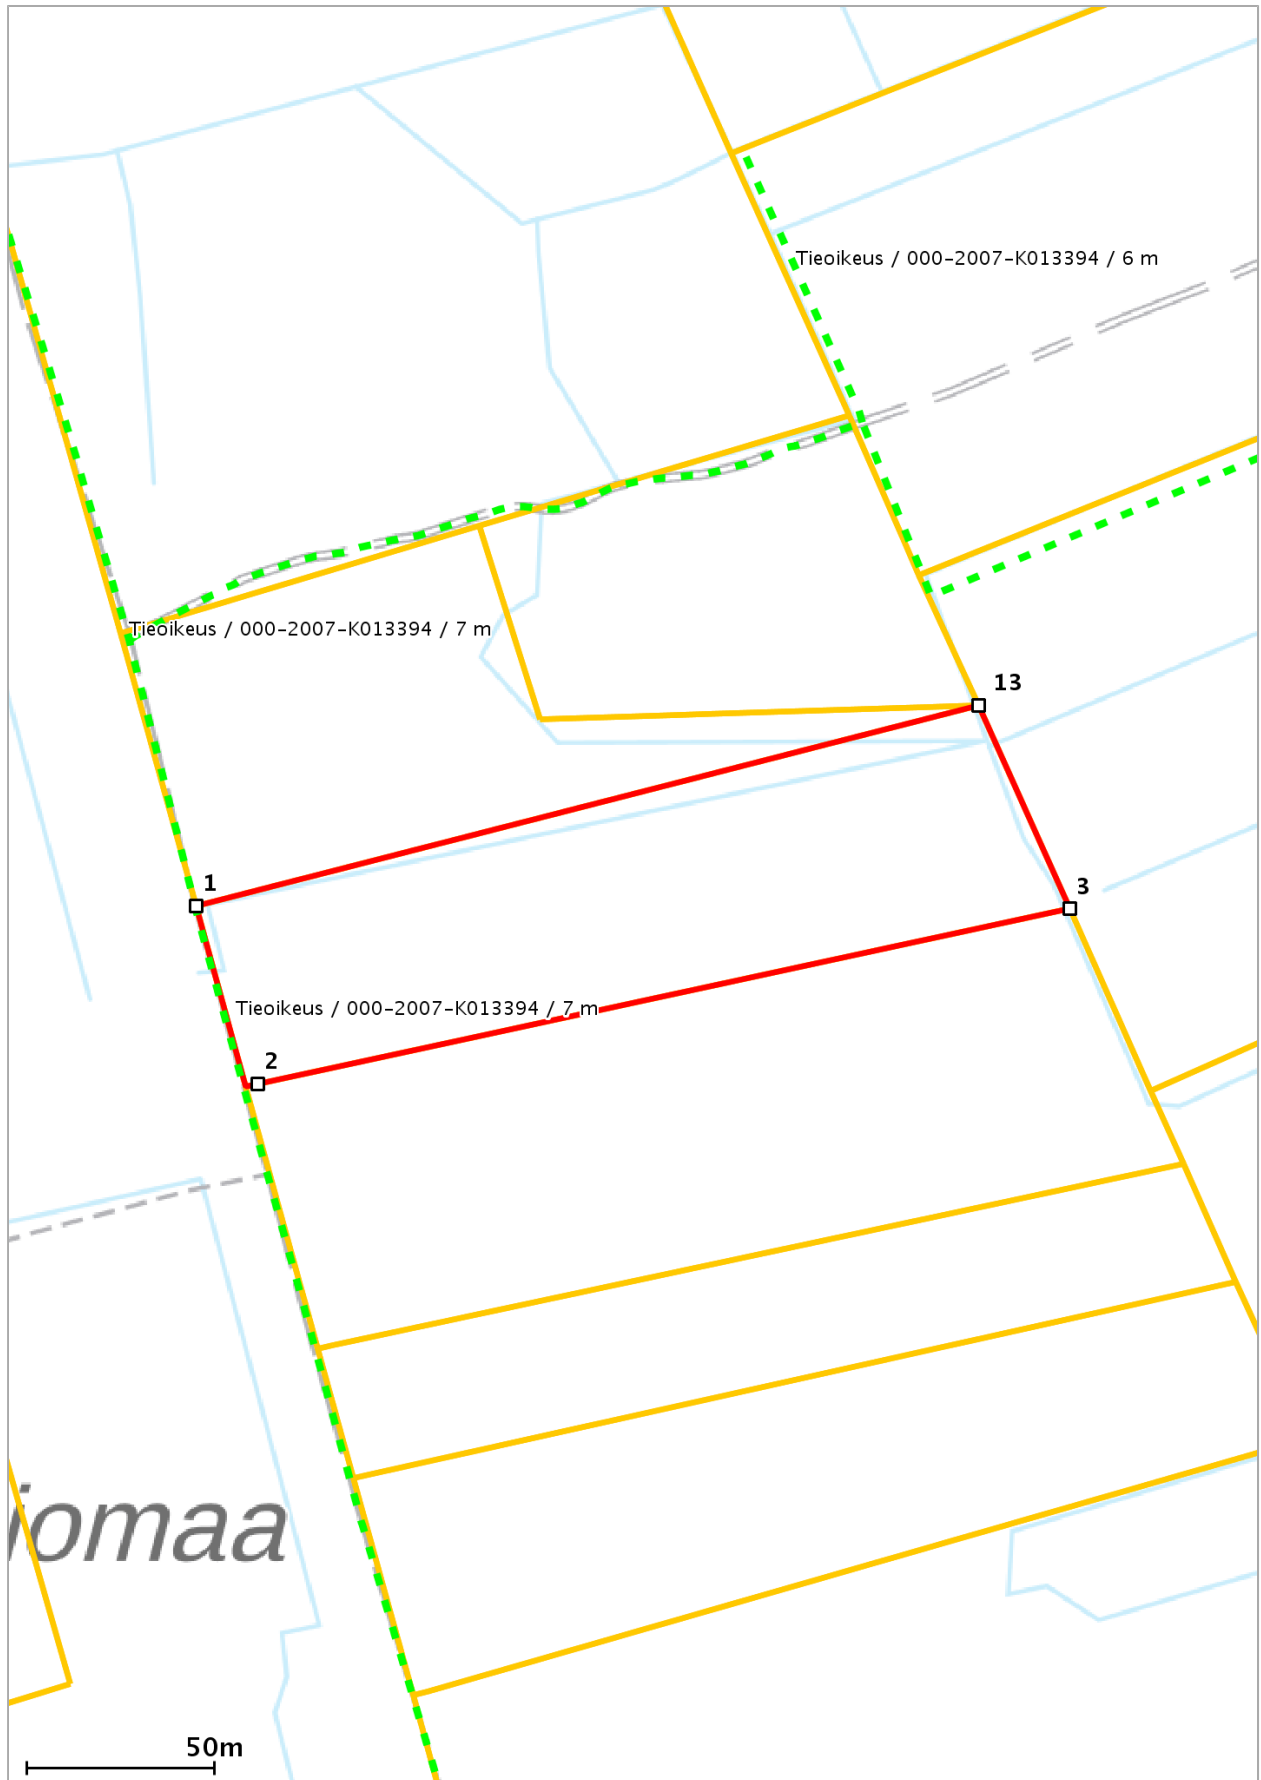 Tieoikeus / 000-2007-K013394 / 6 m
Tieoikeus / 000-2007-K013394 / 7 m
13
1
3
Tieoikeus / 000-2007-K013394 / 7 m
2
iomaa
50m